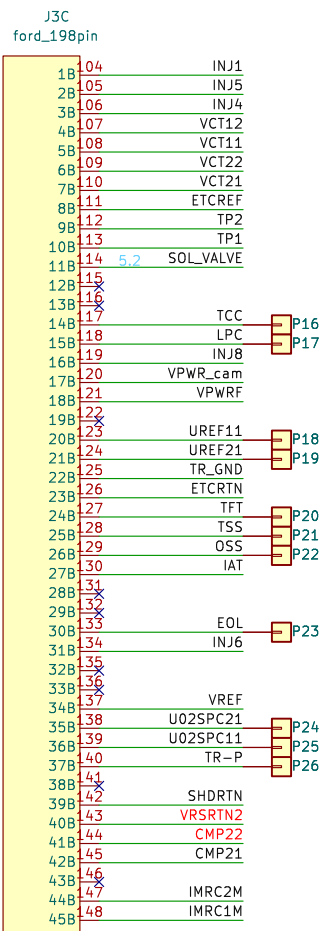 J3C
ford_198pin
1B 104 INJ1
2B 105 INJ5
3B 106 INJ4
4B 107 VCT12
5B 108 VCT11
6B 109 VCT22
7B 110 VCT21
8B 111 ETCREF
9B 112 TP2
10B 113 TP1
11B 114 5.2 SOL_VALVE
12B 115
13B 116
14B 117 TCC P16
15B 118 LPC P17
16B 119 INJ8
17B 120 VPWR_cam
18B 121 VPWRF
19B 122
20B 123 UREF11 P18
21B 124 UREF21 P19
22B 125 TR_GND
23B 126 ETCRTN
24B 127 TFT P20
25B 128 TSS P21
26B 129 OSS P22
27B 130 IAT
28B 131
29B 132
30B 133 EOL P23
31B 134 INJ6
32B 135
33B 136
34B 137 VREF
35B 138 U02SPC21 P24
36B 139 U02SPC11 P25
37B 140 TR-P P26
38B 141
39B 142 SHDRTN
40B 143 VRSRTN2
41B 144 CMP22
42B 145 CMP21
43B 146
44B 147 IMRC2M
45B 148 IMRC1M